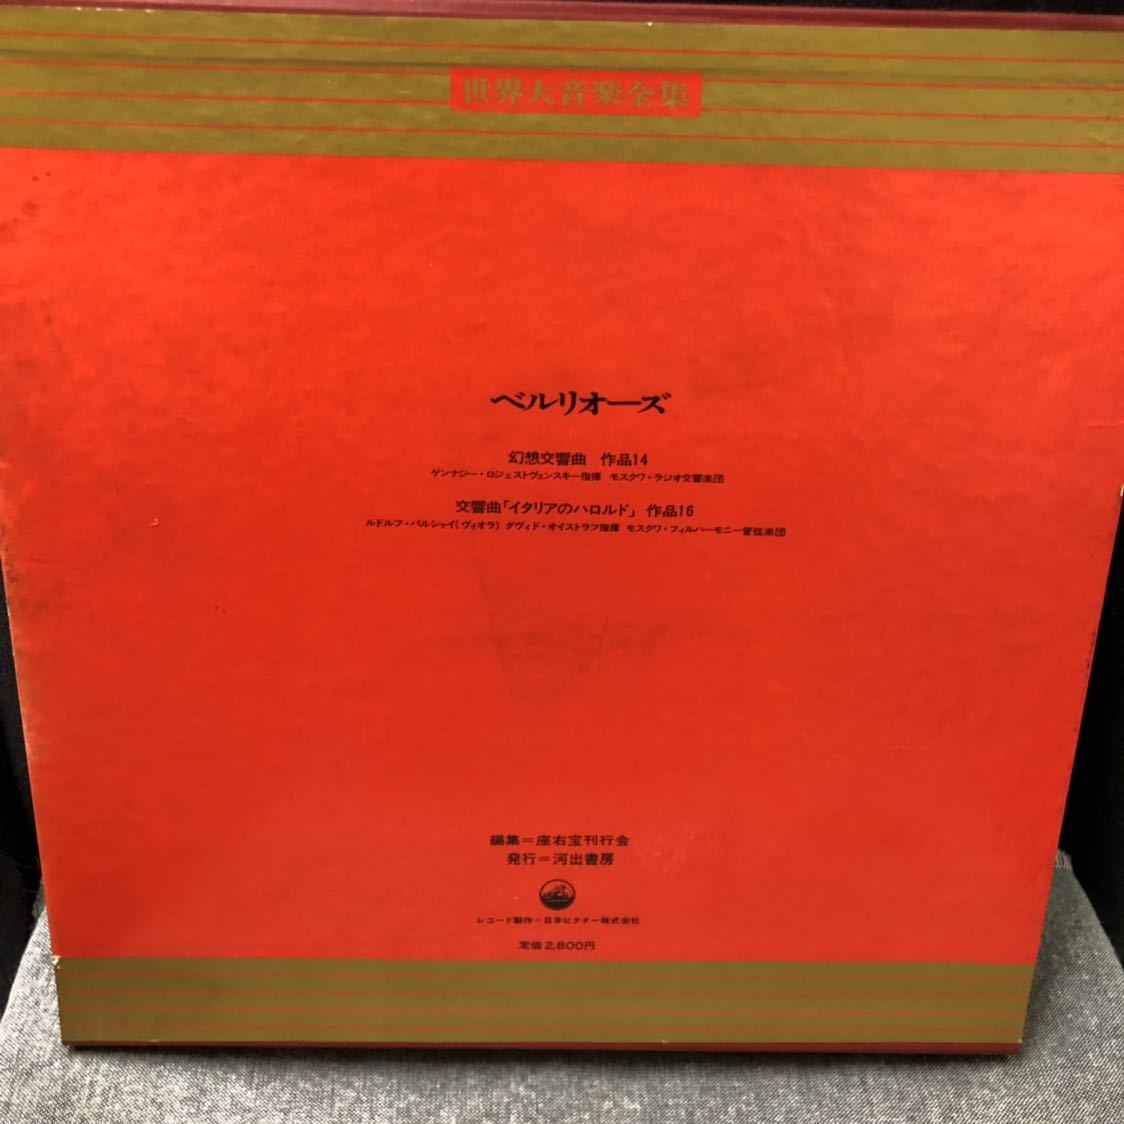 世界大音楽全集
ベルリオーズ
幻想交響曲 作品14
ゲンナジー・ロジェストヴェンスキー指揮 モスクワ・ラジオ交響楽団
交響曲「イタリアのハロルド」 作品16
ルドルフ・バルシャイ(ヴィオラ) ダヴィド・オイストラフ指揮 モスクワ・フィルハーモニー管弦楽団
編集=座右宝刊行会
発行=河出書房
レコード製作=日本ビクター株式会社
定価2,800円